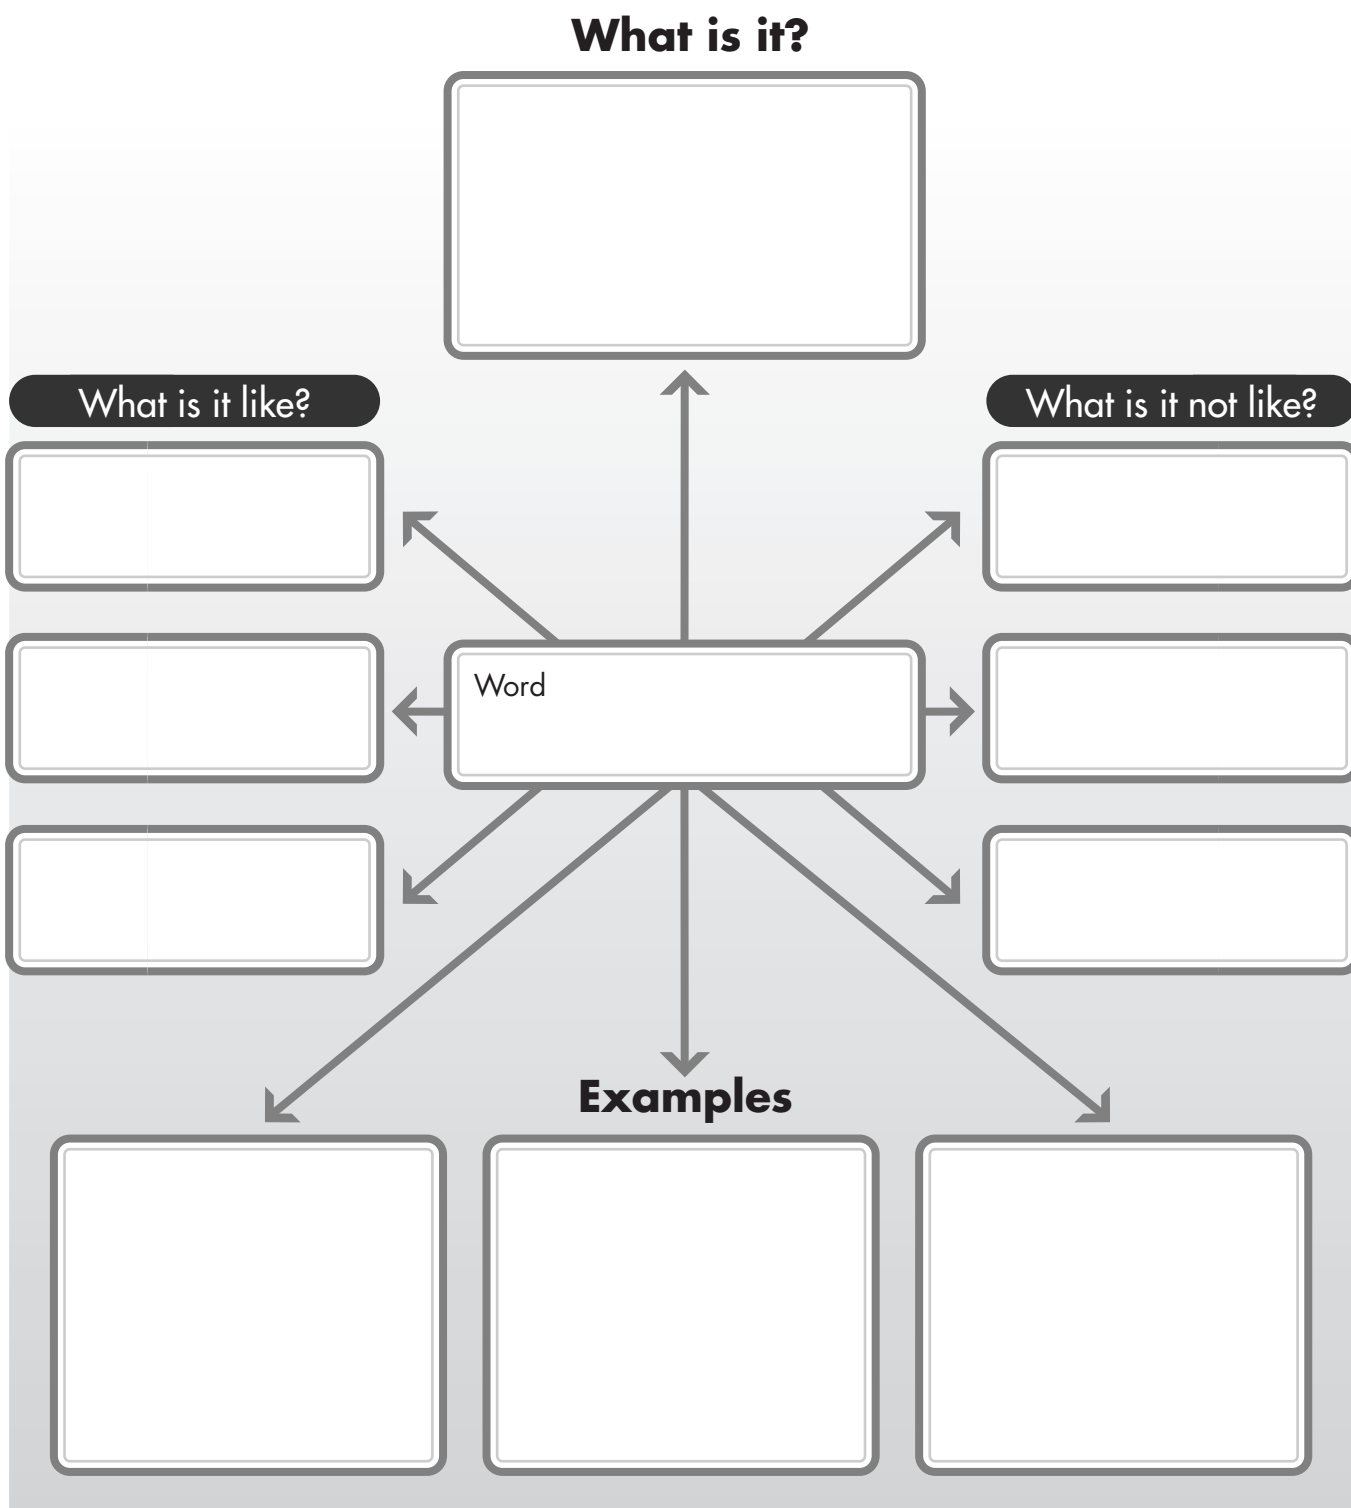 What is it?
What is it like?
What is it not like?
Word
Examples